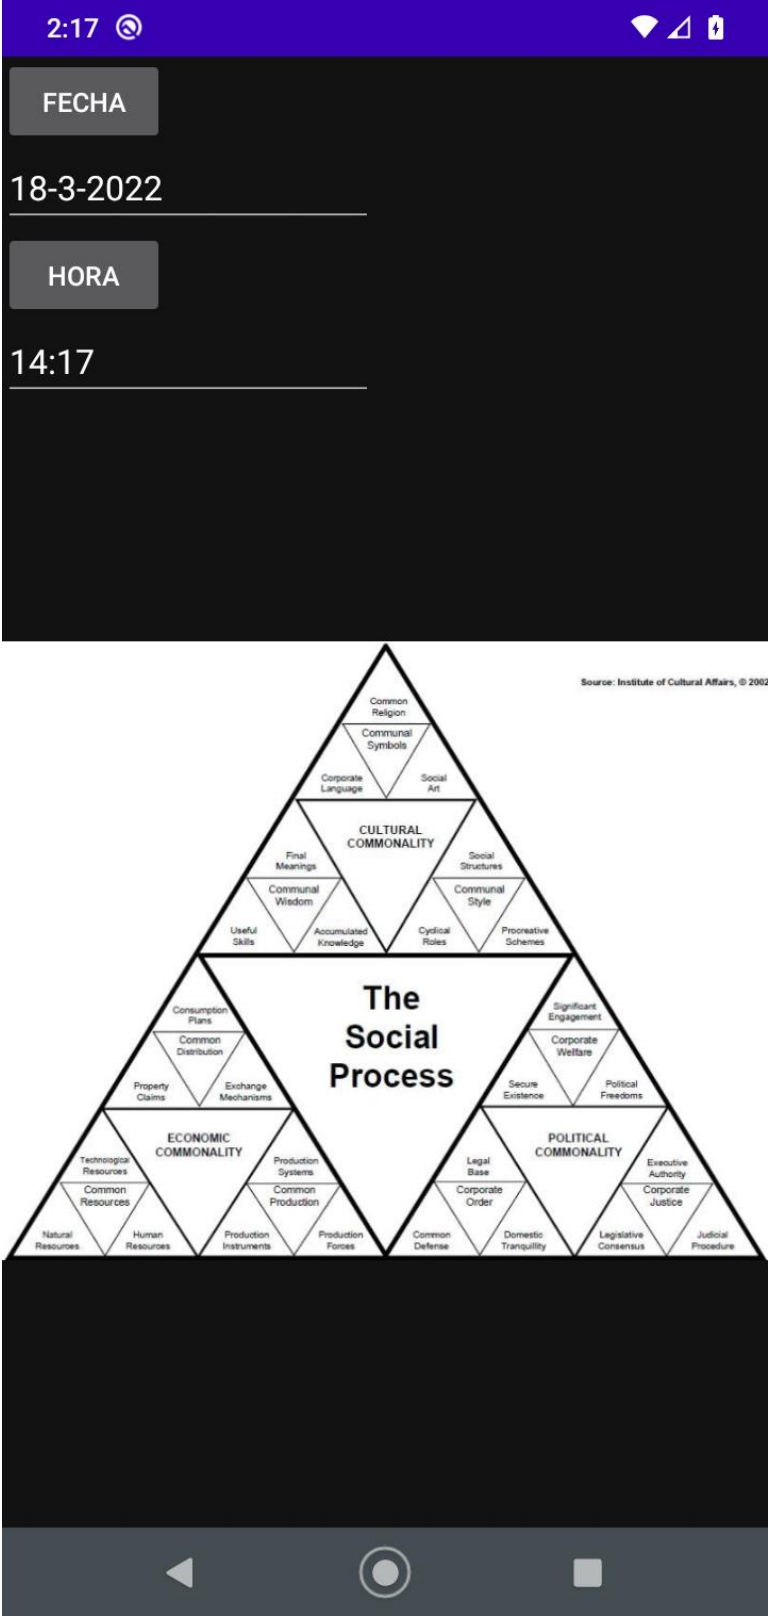 2:17
FECHA
18-3-2022
HORA
14:17
Source: Institute of Cultural Affairs, © 2002
Common
Religion
Communal
Symbols
Corporate
Language
Social
Art
CULTURAL
COMMONALITY
Final
Meanings
Social
Structures
Communal
Wisdom
Communal
Style
Useful
Skills
Accumulated
Knowledge
Cyclical
Roles
Procreative
Schemes
The
Social
Process
Consumption
Plans
Significant
Engagement
Common
Distribution
Corporate
Welfare
Property
Claims
Exchange
Mechanisms
Secure
Existence
Political
Freedoms
ECONOMIC
COMMONALITY
POLITICAL
COMMONALITY
Technological
Resources
Production
Systems
Legal
Base
Executive
Authority
Common
Resources
Common
Production
Corporate
Order
Corporate
Justice
Natural
Resources
Human
Resources
Production
Instruments
Production
Forces
Common
Defense
Domestic
Tranquillity
Legislative
Consensus
Judicial
Procedure